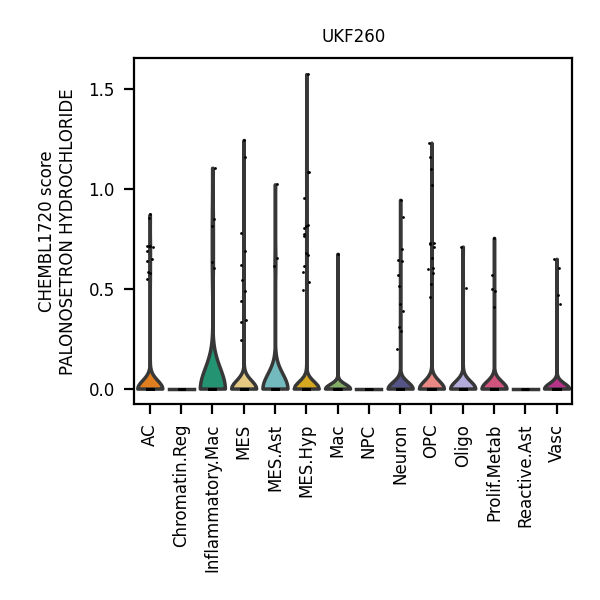 UKF260
CHEMBL1720 score
PALONOSETRON HYDROCHLORIDE
1.5
1.0
0.5
0.0
AC
Chromatin.Reg
Inflammatory.Mac
MES
MES.Ast
MES.Hyp
Mac
NPC
Neuron
OPC
Oligo
Prolif.Metab
Reactive.Ast
Vasc